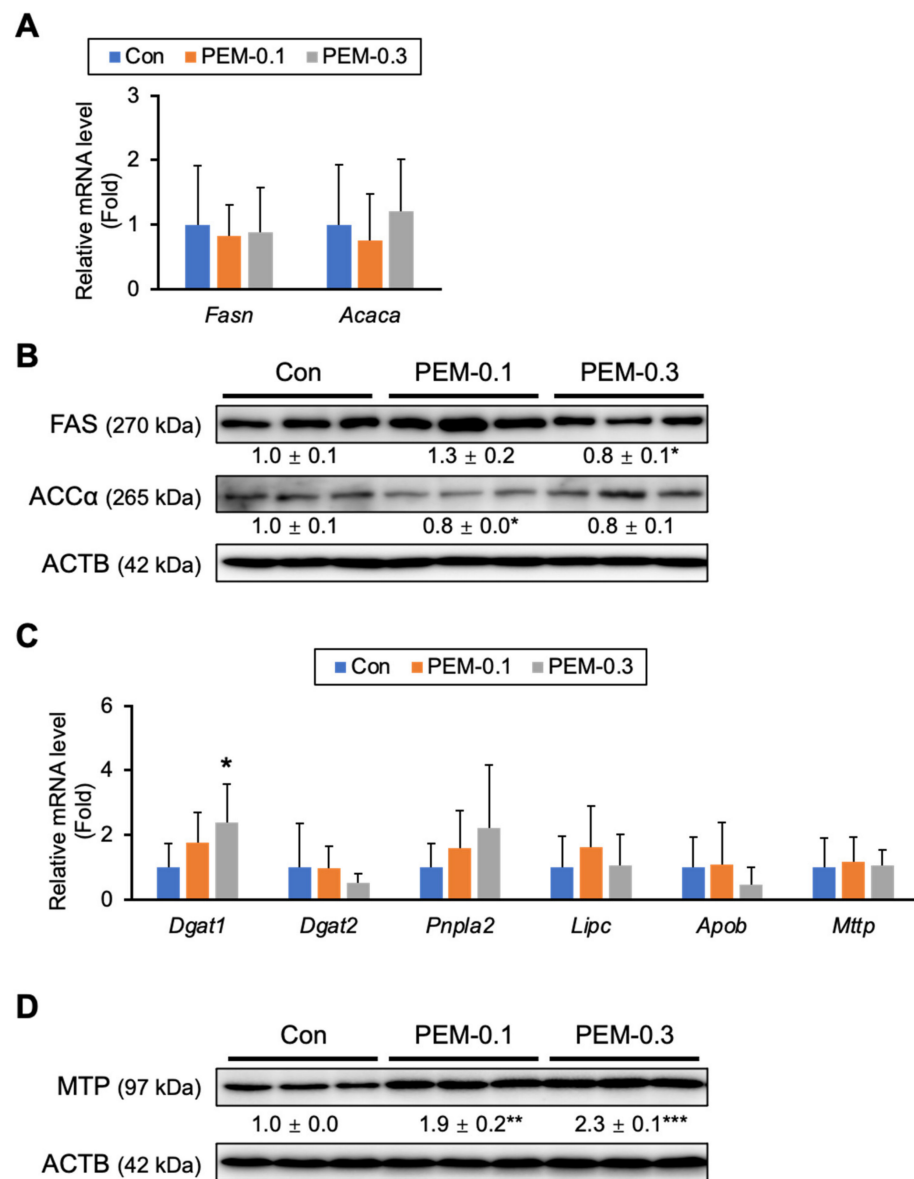 A
Con PEM-0.1 PEM-0.3
Relative mRNA level
(Fold)
3
2
1
0
Fasn Acaca
B
Con PEM-0.1 PEM-0.3
FAS (270 kDa)
1.0 ± 0.1 1.3 ± 0.2 0.8 ± 0.1*
ACCα (265 kDa)
1.0 ± 0.1 0.8 ± 0.0* 0.8 ± 0.1
ACTB (42 kDa)
C
Con PEM-0.1 PEM-0.3
Relative mRNA level
(Fold)
6
4
2
0
*
Dgat1 Dgat2 Pnpla2 Lipc Apob Mttp
D
Con PEM-0.1 PEM-0.3
MTP (97 kDa)
1.0 ± 0.0 1.9 ± 0.2** 2.3 ± 0.1***
ACTB (42 kDa)